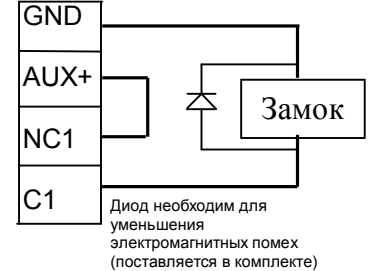 GND
AUX+
NC1
C1
Замок
Диод необходим для
уменьшения
электромагнитных помех
(поставляется в комплекте)